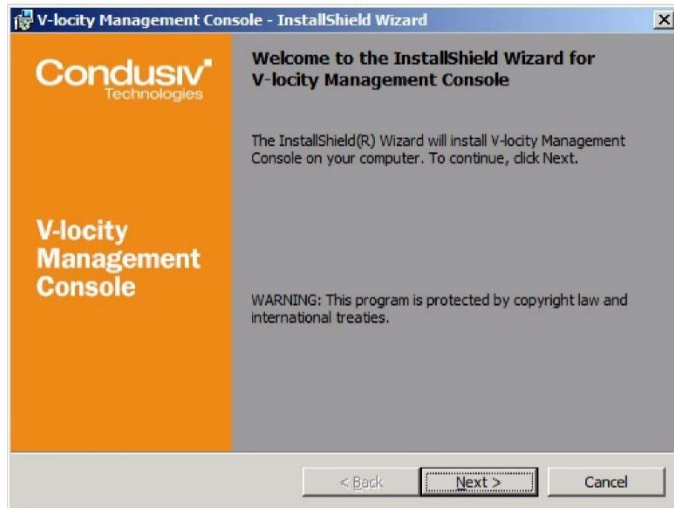 V-locity Management Console - InstallShield Wizard
Condusiv
Technologies
Welcome to the InstallShield Wizard for
V-locity Management Console
The InstallShield(R) Wizard will install V-locity Management
Console on your computer. To continue, click Next.
V-locity
Management
Console
WARNING: This program is protected by copyright law and
international treaties.
< Back
Next >
Cancel